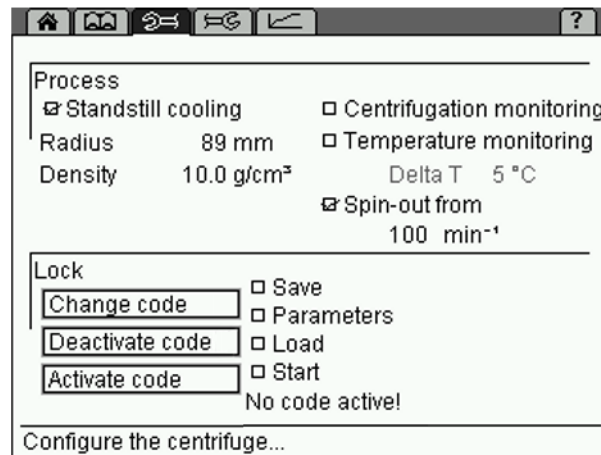 ?
Process
Standstill cooling
Centrifugation monitoring
Radius 89 mm
Temperature monitoring
Density 10.0 g/cm³
Delta T 5 °C
Spin-out from
100 min⁻¹
Lock
Change code
Deactivate code
Activate code
Save
Parameters
Load
Start
No code active!
Configure the centrifuge...